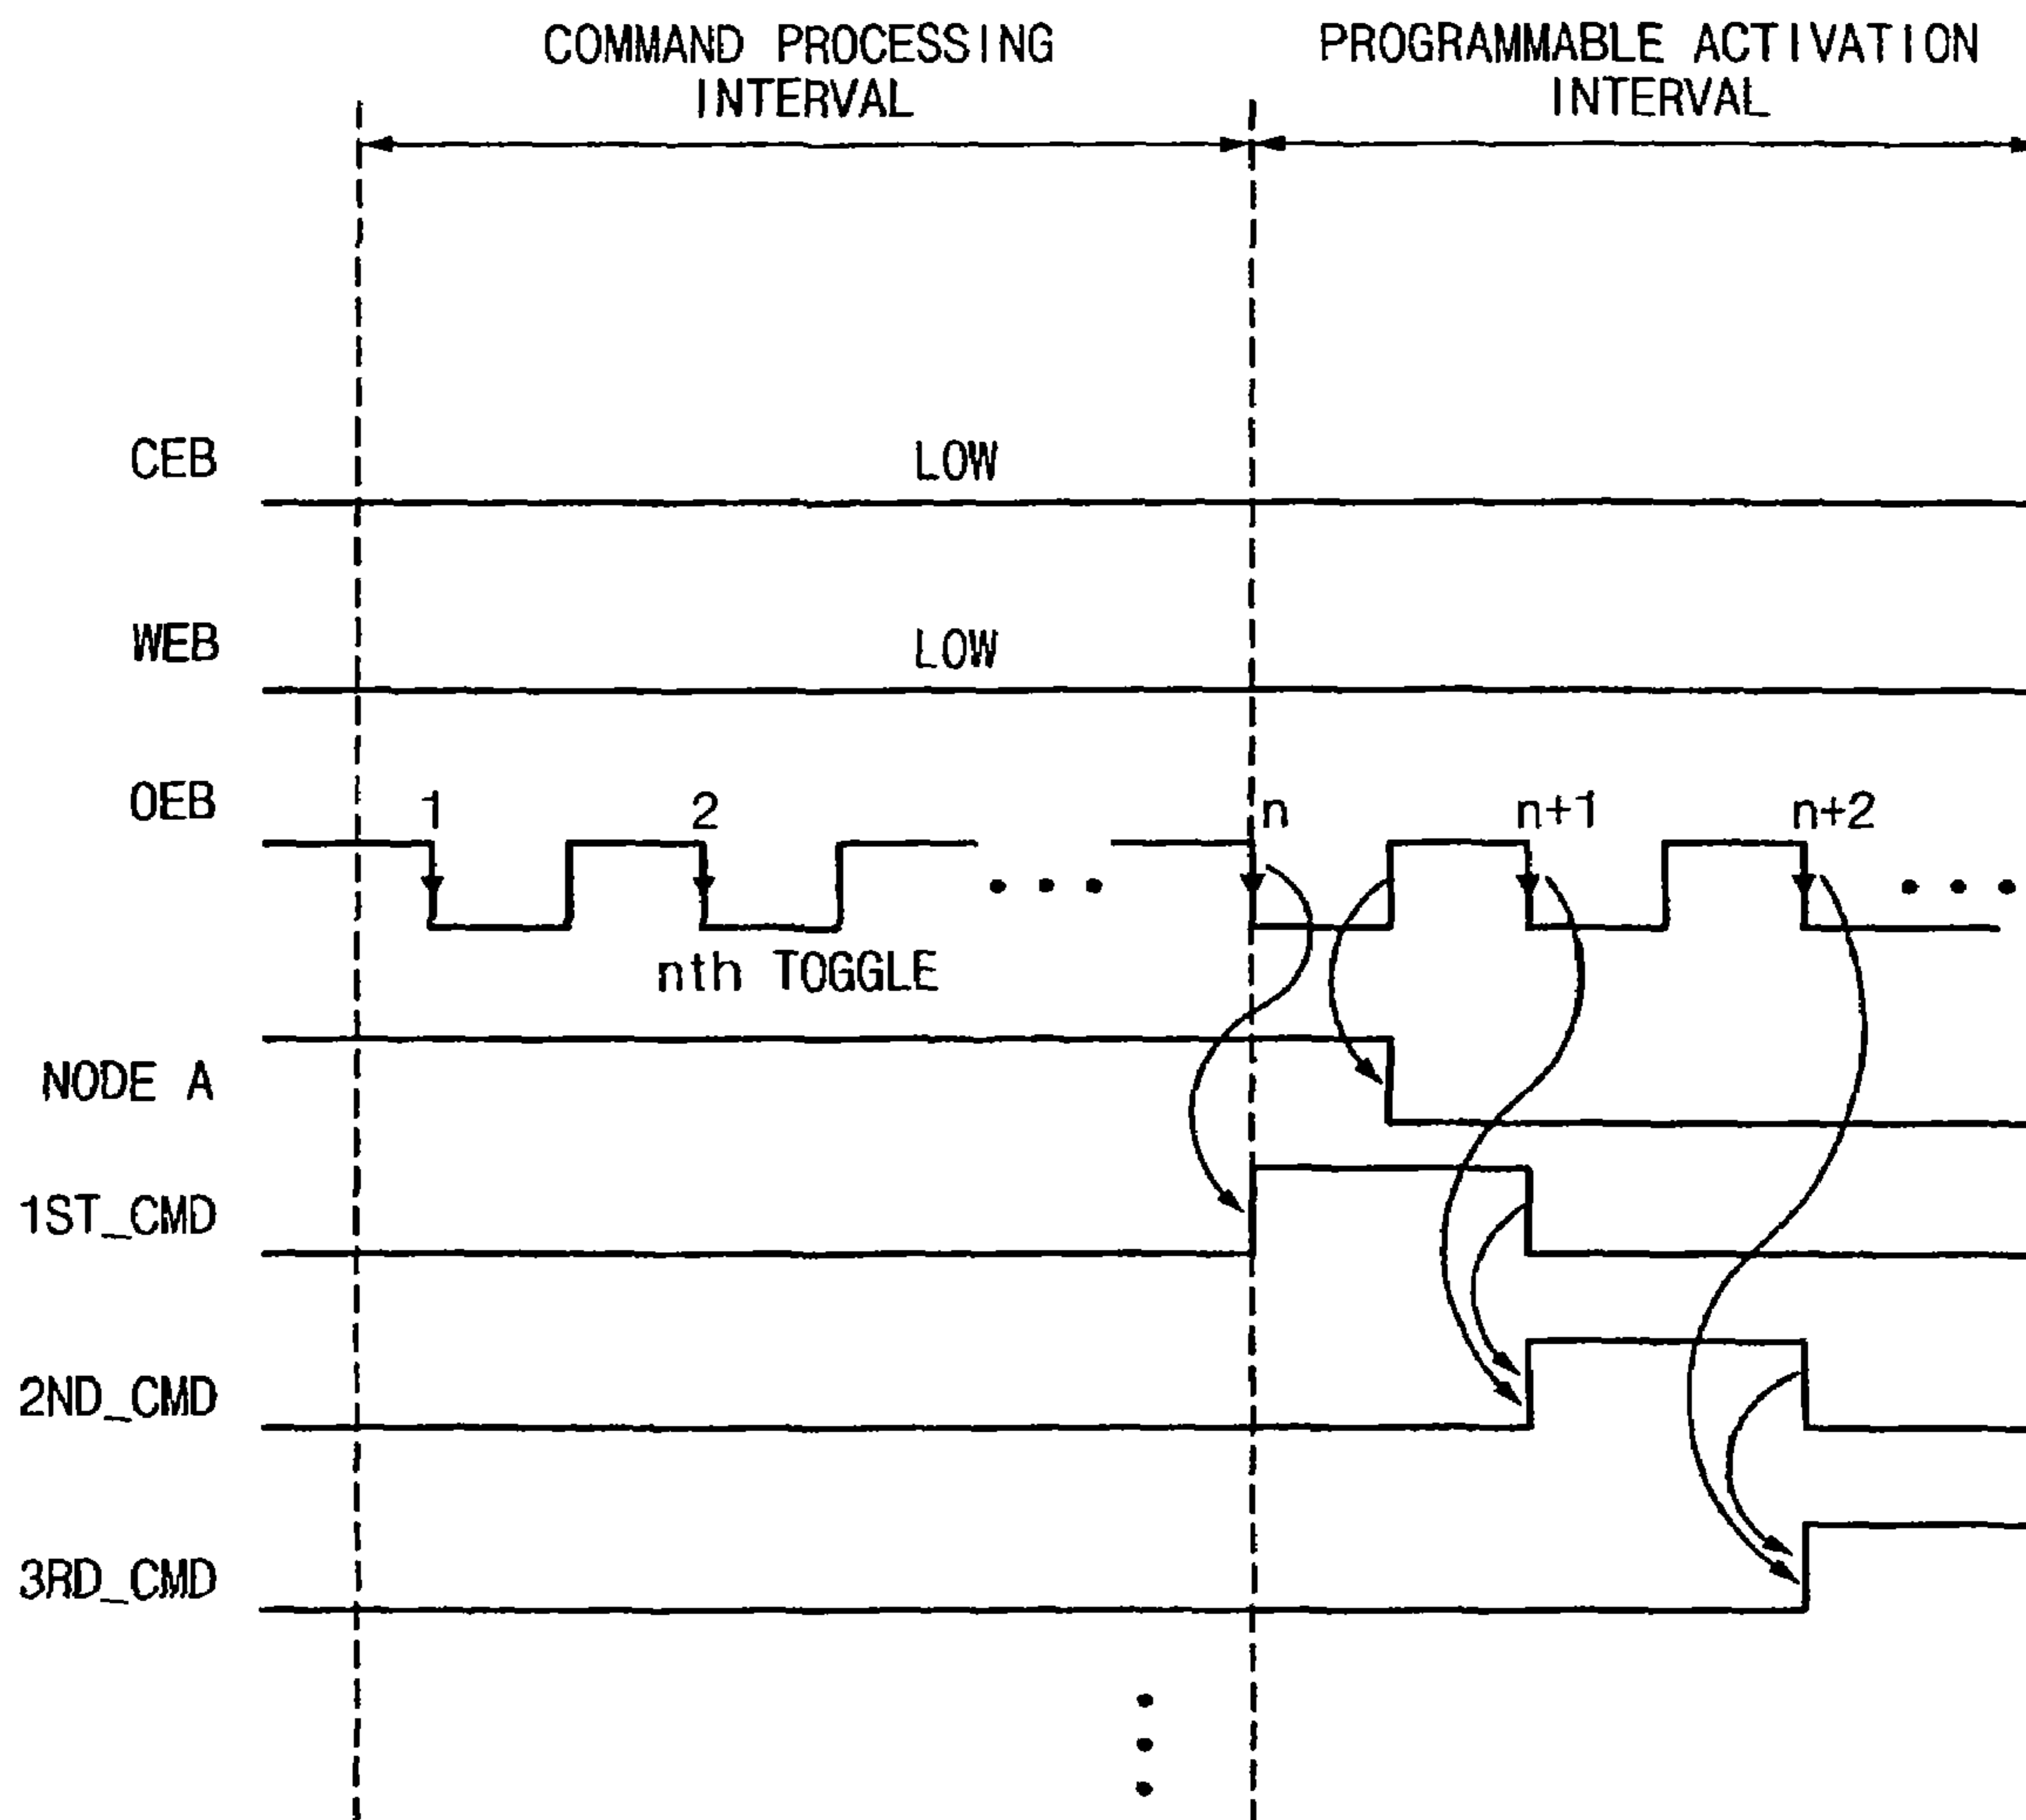 COMMAND PROCESSING
INTERVAL
PROGRAMMABLE ACTIVATION
INTERVAL
CEB
LOW
WEB
LOW
OEB
1
2
n
n+1
n+2
• • •
• • •
nth TOGGLE
NODE A
1ST_CMD
2ND_CMD
3RD_CMD